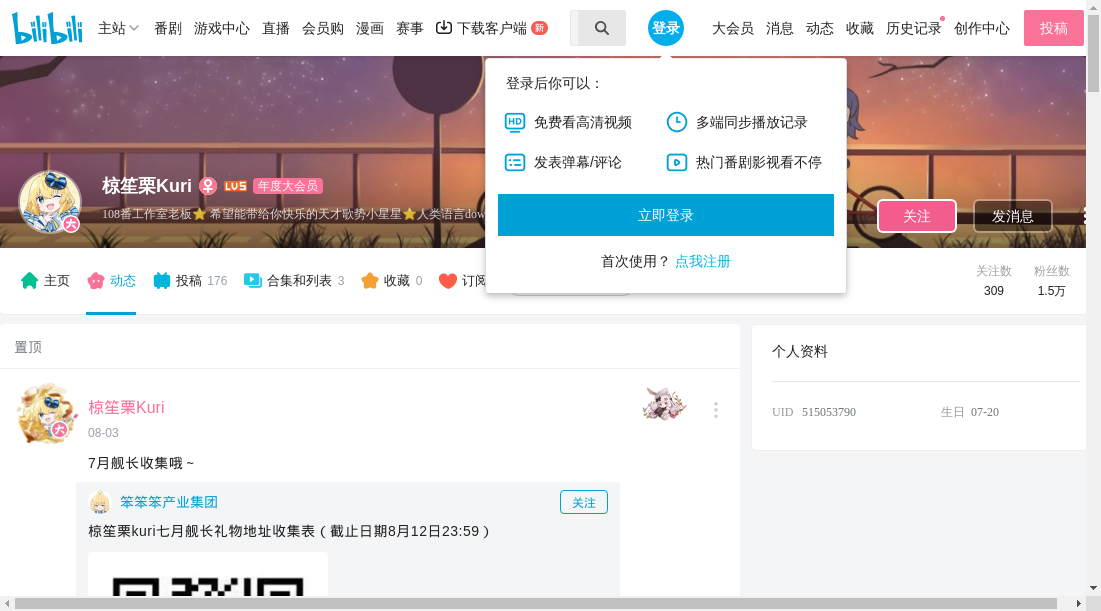 bilibili 主站 番剧 游戏中心 直播 会员购 漫画 赛事 下载客户端 新 登录 大会员 消息 动态 收藏 历史记录 创作中心 投稿
登录后你可以：
HD 免费看高清视频 多端同步播放记录
发表弹幕/评论 热门番剧影视看不停
立即登录
首次使用？ 点我注册
椋笙栗Kuri LV5 年度大会员
108番工作室老板⭐ 希望能带给你快乐的天才歌势小星星⭐人类语言dow
大
关注 发消息
主页 动态 投稿 176 合集和列表 3 收藏 0 订阅
关注数 粉丝数
309 1.5万
置顶
椋笙栗Kuri
大
08-03
7月舰长收集哦～
笨笨笨产业集团 关注
椋笙栗kuri七月舰长礼物地址收集表（截止日期8月12日23:59）
个人资料
UID 515053790 生日 07-20